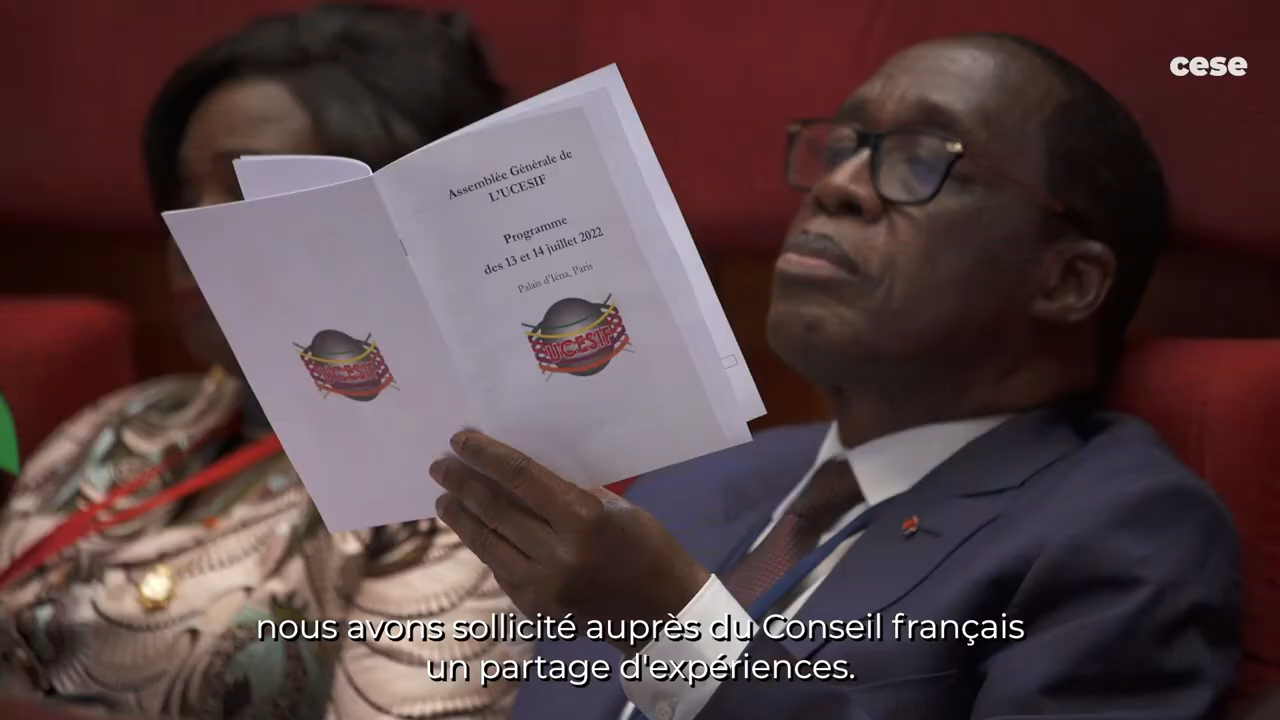 cese
Assemblée Générale de
L'UCESIF
Programme
des 13 et 14 juillet 2022
Palais d'Iéna, Paris
UCESIF
UCESIF
nous avons sollicité auprès du Conseil français
un partage d'expériences.